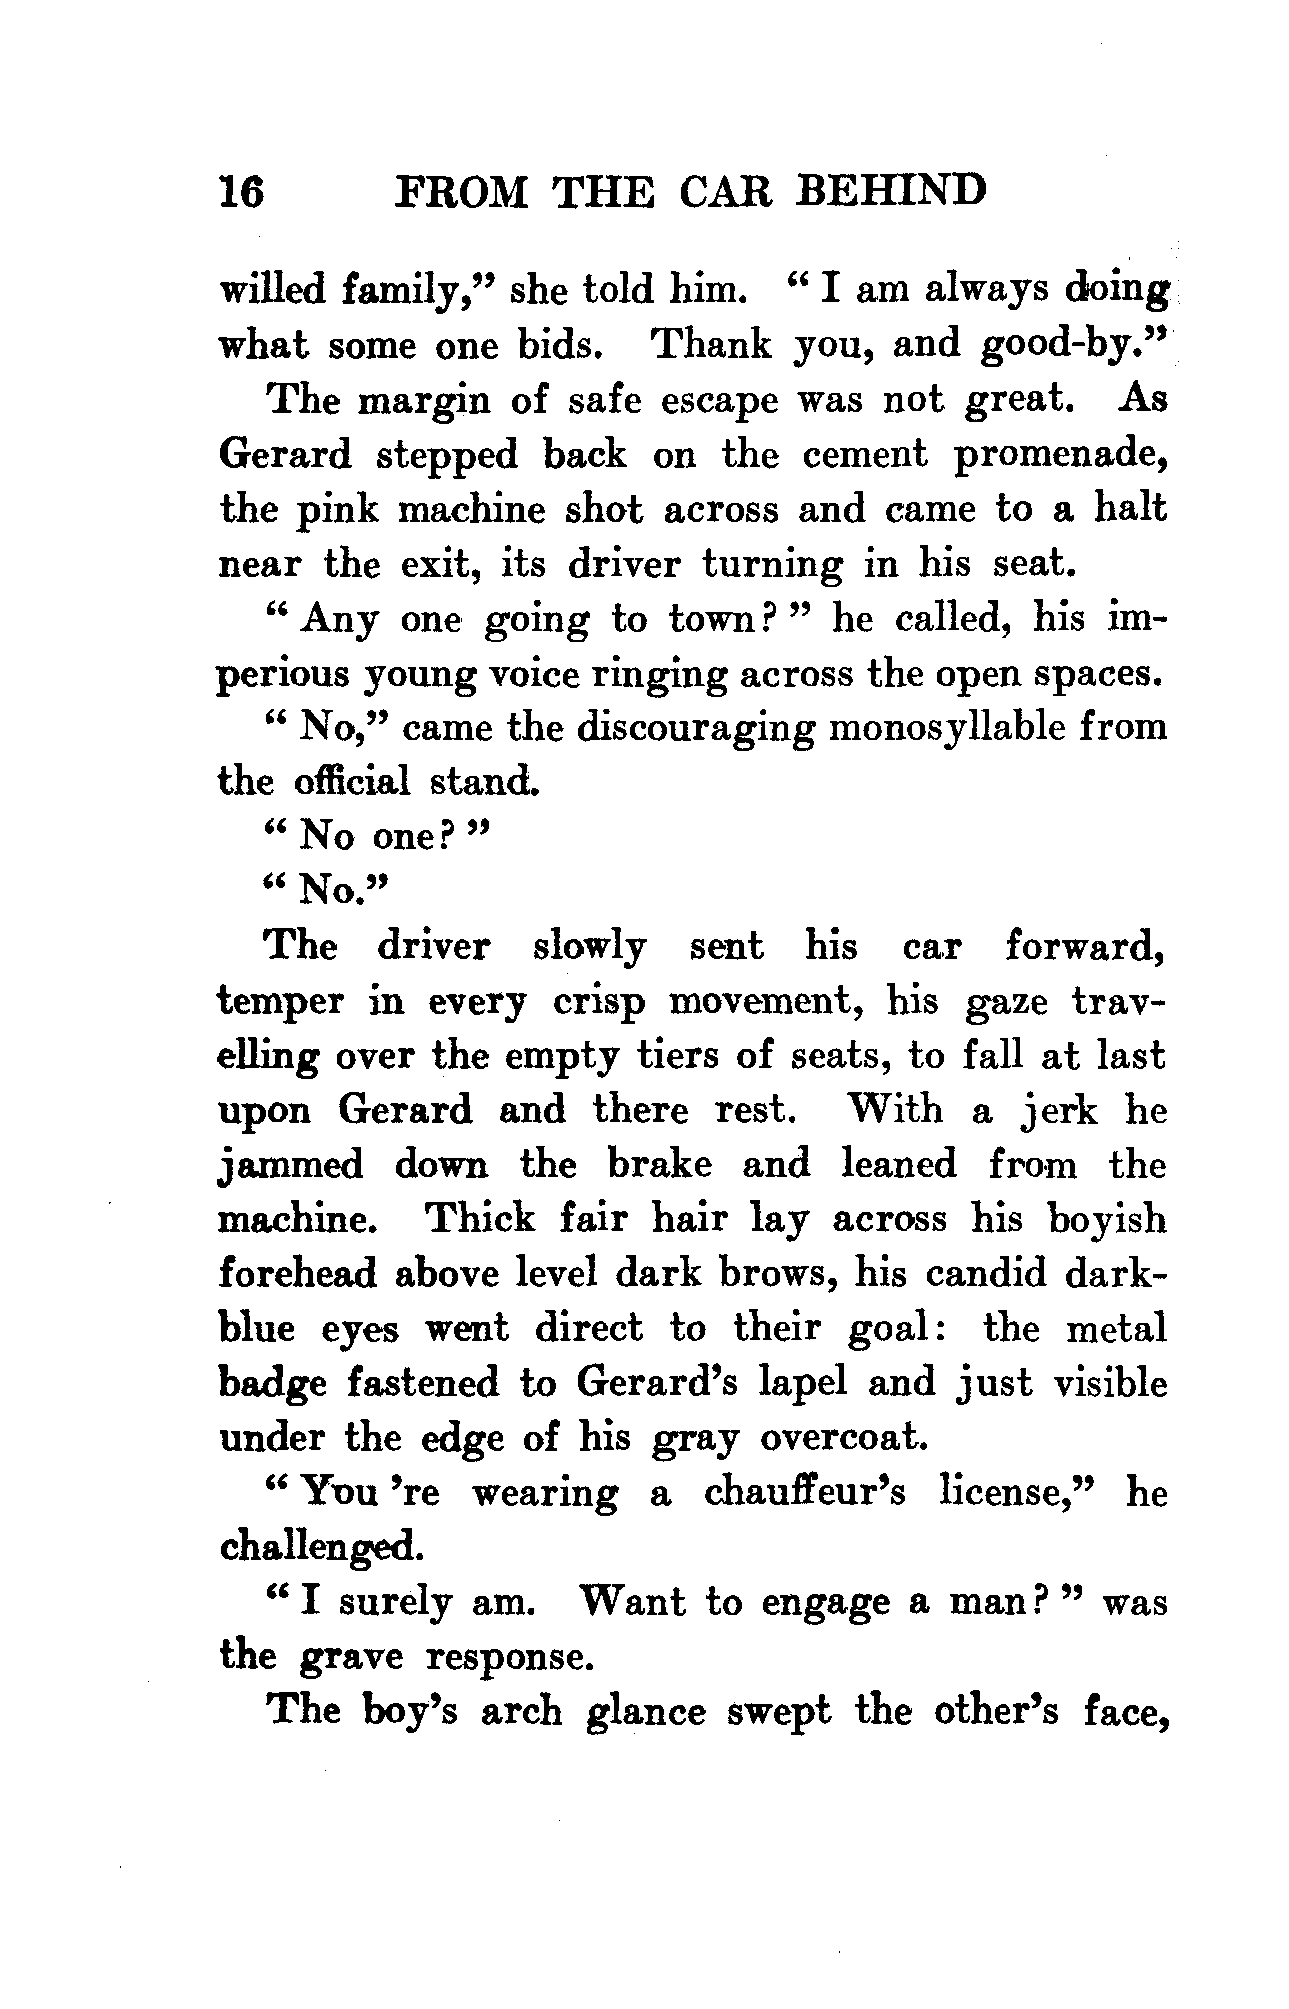 16 FROM THE CAR BEHIND
willed family,” she told him. “ I am always doing
what some one bids. Thank you, and good-by.”
The margin of safe escape was not great. As
Gerard stepped back on the cement promenade,
the pink machine shot across and came to a halt
near the exit, its driver turning in his seat.
“ Any one going to town? ” he called, his im-
perious young voice ringing across the open spaces.
“ No,” came the discouraging monosyllable from
the official stand.
“ No one? ”
“ No.”
The driver slowly sent his car forward,
temper in every crisp movement, his gaze trav-
elling over the empty tiers of seats, to fall at last
upon Gerard and there rest. With a jerk he
jammed down the brake and leaned from the
machine. Thick fair hair lay across his boyish
forehead above level dark brows, his candid dark-
blue eyes went direct to their goal: the metal
badge fastened to Gerard’s lapel and just visible
under the edge of his gray overcoat.
“ You ’re wearing a chauffeur’s license,” he
challenged.
“ I surely am. Want to engage a man? ” was
the grave response.
The boy’s arch glance swept the other’s face,